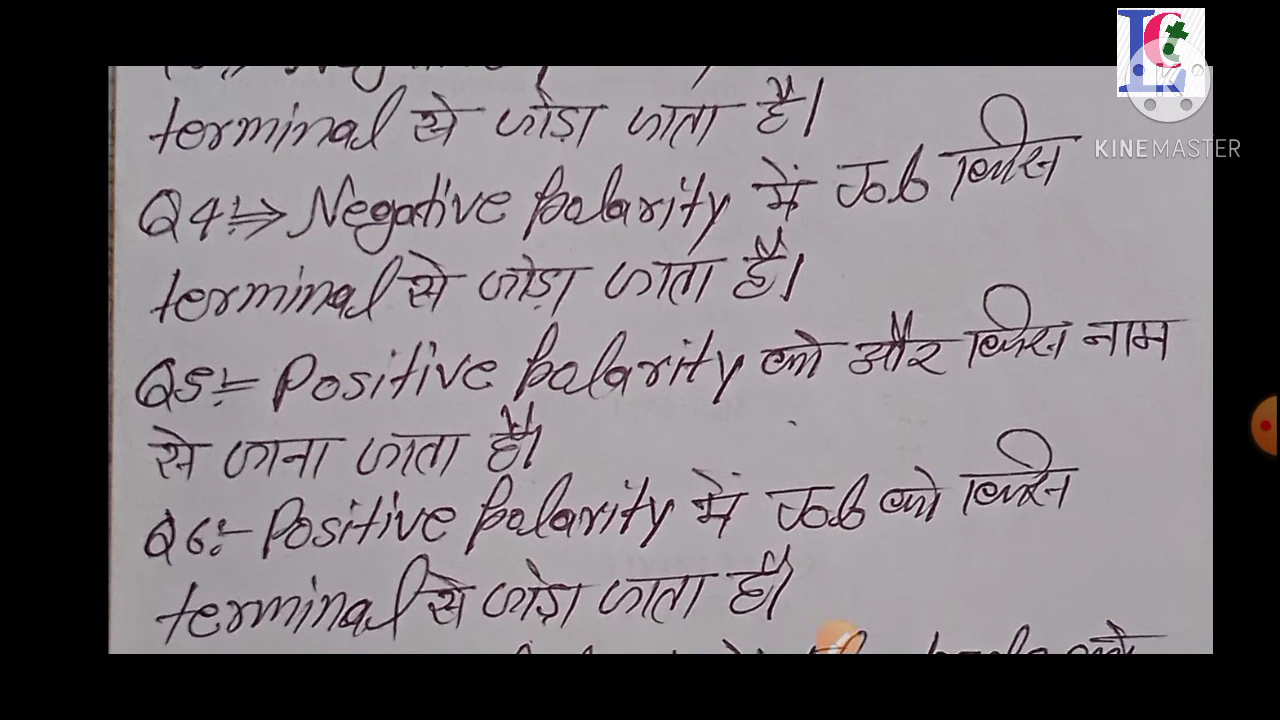 terminal से जोड़ा जाता है।
Q4:⇒ Negative polarity में Job किस
terminal से जोड़ा जाता है।
Q5:- Positive polarity को और किस नाम
से जाना जाता है।
Q6:- Positive polarity में Job को किस
terminal से जोड़ा जाता है।
KINEMASTER